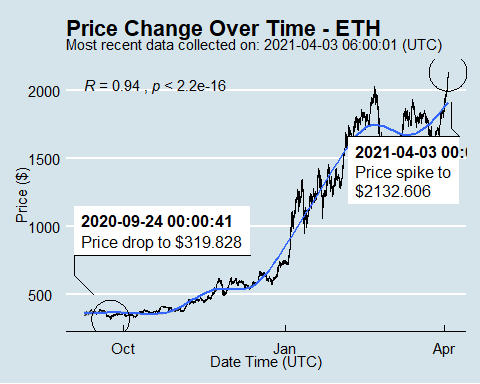 Price Change Over Time - ETH
Most recent data collected on: 2021-04-03 06:00:01 (UTC)
R = 0.94 , p < 2.2e-16
2000
1500
1000
500
Price ($)
2021-04-03 00:0
Price spike to
$2132.606
2020-09-24 00:00:41
Price drop to $319.828
Oct
Jan
Apr
Date Time (UTC)